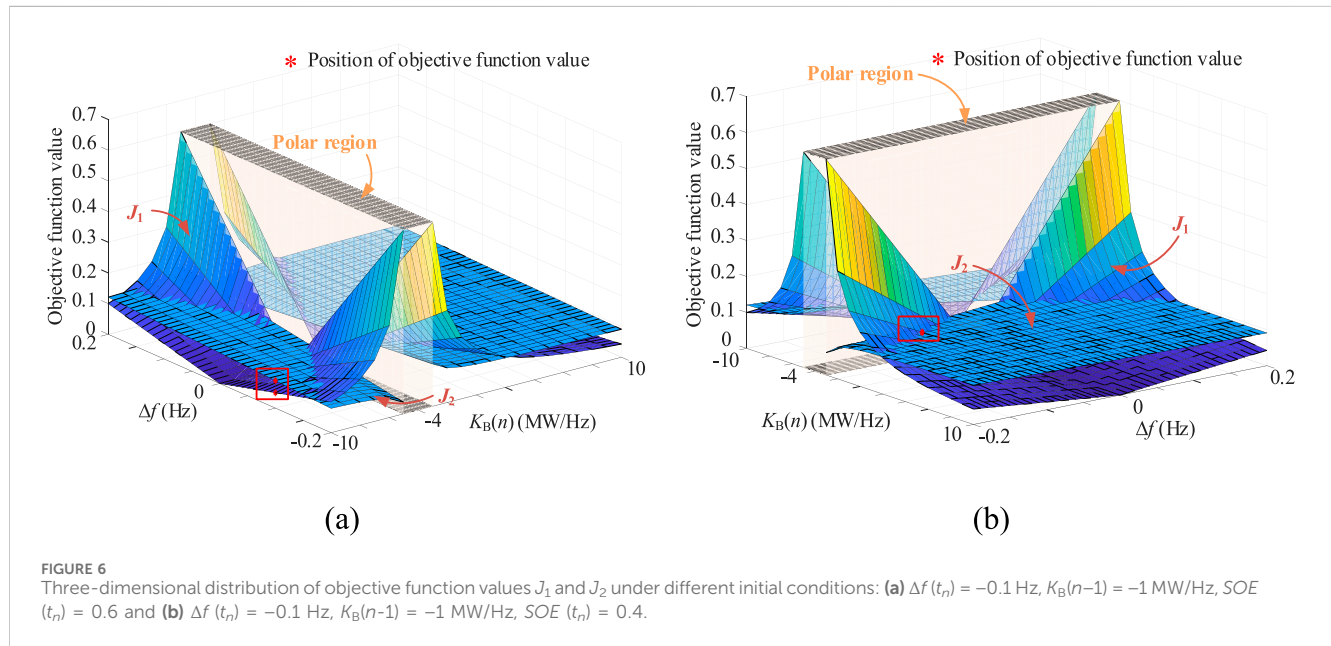 * Position of objective function value
Polar region
Objective function value
0.7
0.6
0.5
0.4
0.3
0.2
0.1
0
J1
J2
0.2
0
-0.2
Δf (Hz)
-10
-4
10
KB(n) (MW/Hz)
(a)
* Position of objective function value
Polar region
Objective function value
0.7
0.6
0.5
0.4
0.3
0.2
0.1
0
J1
J2
-10
-4
10
KB(n) (MW/Hz)
-0.2
0
0.2
Δf (Hz)
(b)
FIGURE 6
Three-dimensional distribution of objective function values J1 and J2 under different initial conditions: (a) Δf (tn) = −0.1 Hz, KB(n−1) = −1 MW/Hz, SOE
(tn) = 0.6 and (b) Δf (tn) = −0.1 Hz, KB(n-1) = −1 MW/Hz, SOE (tn) = 0.4.